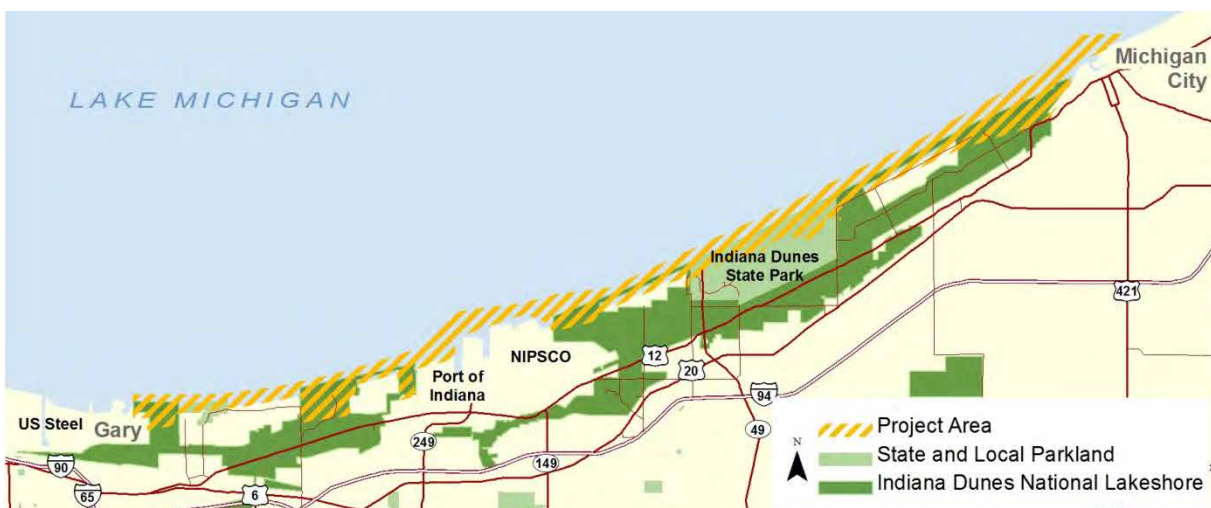 LAKE MICHIGAN
Michigan
City
Indiana Dunes
State Park
421
NIPSCO
12
20
Port of
Indiana
94
US Steel
Gary
249
49
90
149
65
6
N
Project Area
State and Local Parkland
Indiana Dunes National Lakeshore